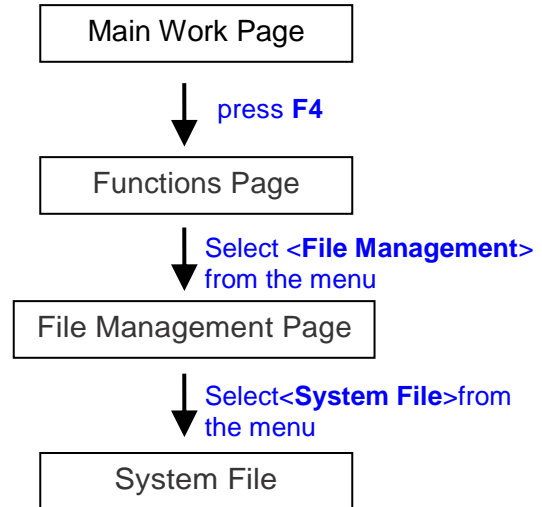 Main Work Page
press F4
Functions Page
Select <File Management>
from the menu
File Management Page
Select<System File>from
the menu
System File